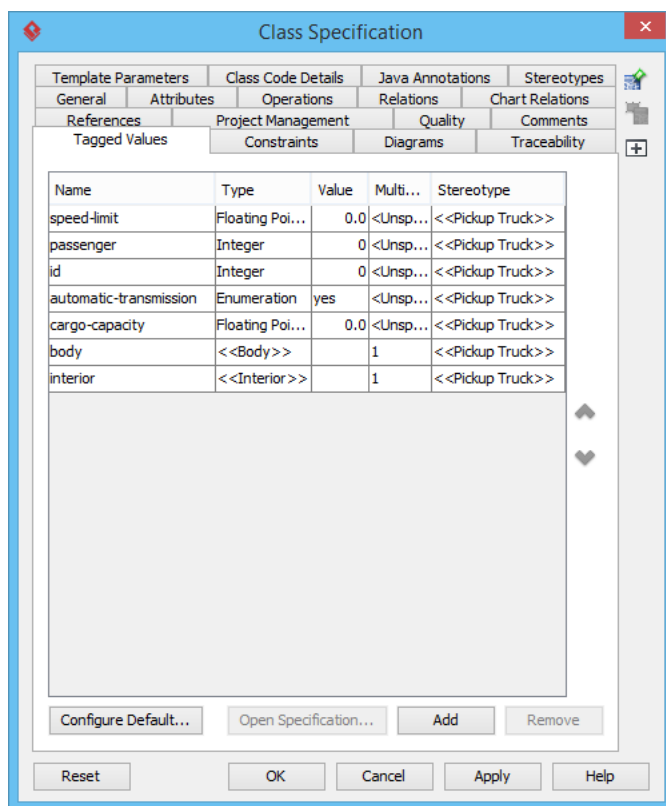 Class Specification
Template Parameters Class Code Details Java Annotations Stereotypes
General Attributes Operations Relations Chart Relations
References Project Management Quality Comments
Tagged Values Constraints Diagrams Traceability
Name Type Value Multi... Stereotype
speed-limit Floating Poi... 0.0 <Unsp... <<Pickup Truck>>
passenger Integer 0 <Unsp... <<Pickup Truck>>
id Integer 0 <Unsp... <<Pickup Truck>>
automatic-transmission Enumeration yes <Unsp... <<Pickup Truck>>
cargo-capacity Floating Poi... 0.0 <Unsp... <<Pickup Truck>>
body <<Body>> 1 <<Pickup Truck>>
interior <<Interior>> 1 <<Pickup Truck>>
Configure Default... Open Specification... Add Remove
Reset OK Cancel Apply Help